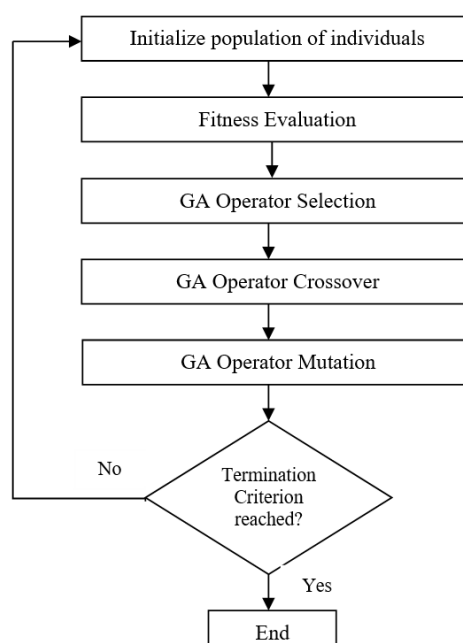 Initialize population of individuals
Fitness Evaluation
GA Operator Selection
GA Operator Crossover
GA Operator Mutation
No
Termination
Criterion
reached?
Yes
End